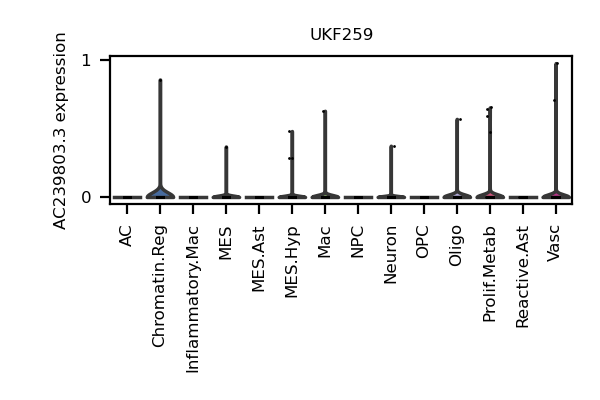 UKF259
AC239803.3 expression
1
0
AC
Chromatin.Reg
Inflammatory.Mac
MES
MES.Ast
MES.Hyp
Mac
NPC
Neuron
OPC
Oligo
Prolif.Metab
Reactive.Ast
Vasc